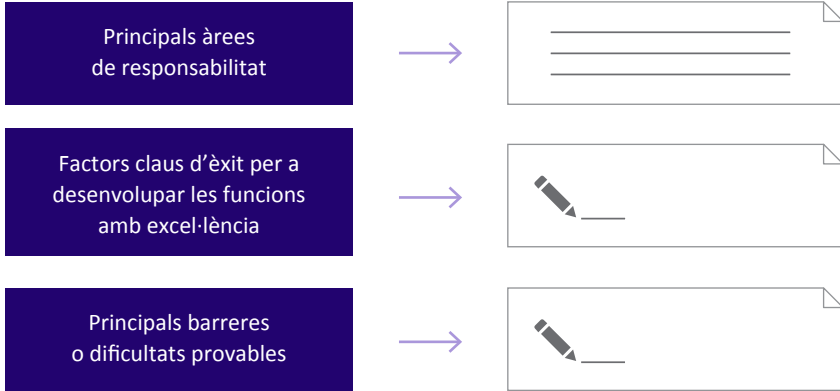 Principals àrees
de responsabilitat
Factors claus d'èxit per a
desenvolupar les funcions
amb excel·lència
Principals barreres
o dificultats provables